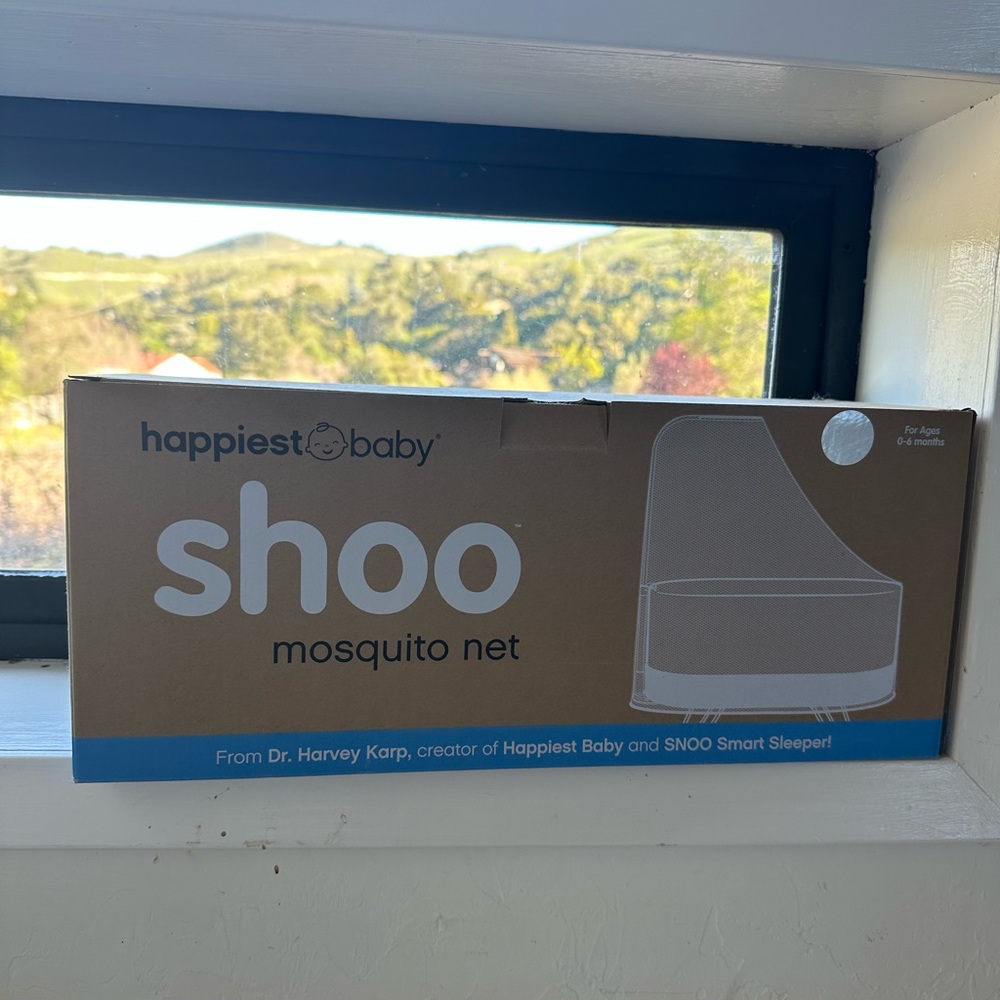 happiest baby®
For Ages
0-6 months
shoo™
mosquito net
From Dr. Harvey Karp, creator of Happiest Baby and SNOO Smart Sleeper!